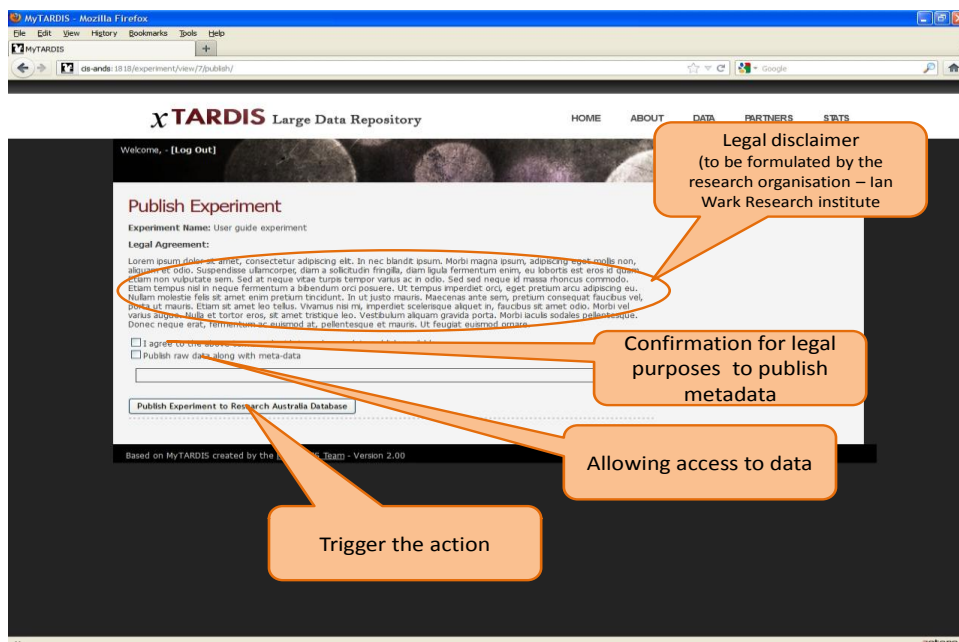 MyTARDIS - Mozilla Firefox
File Edit View History Bookmarks Tools Help
MyTARDIS
cis-ands:1818/experiment/view/7/publish/
Google
xTARDIS Large Data Repository
HOME ABOUT DATA PARTNERS STATS
Welcome, - [Log Out]
Legal disclaimer
(to be formulated by the
research organisation – Ian
Wark Research institute
Publish Experiment
Experiment Name: User guide experiment
Legal Agreement:
Lorem ipsum dolor sit amet, consectetur adipiscing elit. In nec blandit ipsum. Morbi magna ipsum, adipiscing eget mollis non,
aliquam et odio. Suspendisse ullamcorper, diam a sollicitudin fringilla, diam ligula fermentum enim, eu lobortis est eros id quam.
Etiam non vulputate sem. Sed at neque vitae turpis tempor varius ac in odio. Sed sed neque id massa rhoncus commodo.
Etiam tempus nisl in neque fermentum a bibendum orci posuere. Ut tempus imperdiet orci, eget pretium arcu adipiscing eu.
Nullam molestie felis sit amet enim pretium tincidunt. In ut justo mauris. Maecenas ante sem, pretium consequat faucibus vel,
porta ut mauris. Etiam sit amet leo tellus. Vivamus nisi mi, imperdiet scelerisque aliquet in, faucibus sit amet odio. Morbi vel
varius augue. Nulla et tortor eros, sit amet tristique leo. Vestibulum aliquam gravida porta. Morbi iaculis sodales pellentesque.
Donec neque erat, fermentum ac euismod at, pellentesque et mauris. Ut feugiat euismod ornare.
I agree to the above
Publish raw data along with meta-data
Confirmation for legal
purposes to publish
metadata
Publish Experiment to Research Australia Database
Based on MyTARDIS created by the Team - Version 2.00
Allowing access to data
Trigger the action